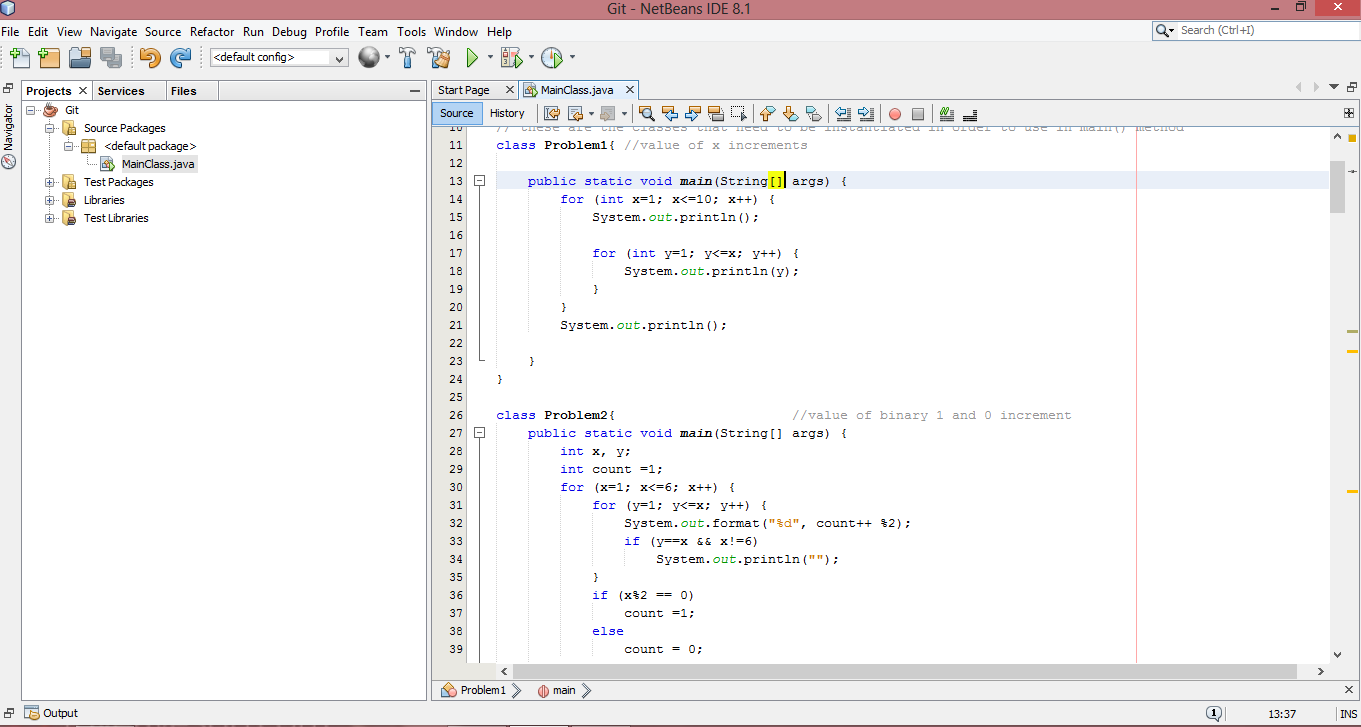 Git - NetBeans IDE 8.1
File Edit View Navigate Source Refactor Run Debug Profile Team Tools Window Help
Search (Ctrl+I)
<default config>
Projects Services Files
Navigator
Git
Source Packages
<default package>
MainClass.java
Test Packages
Libraries
Test Libraries
Start Page MainClass.java
Source History
10 // these are the classes that need to be instantiated in order to use in main() method
11 class Problem1{ //value of x increments
12
13 public static void main(String[] args) {
14 for (int x=1; x<=10; x++) {
15 System.out.println();
16
17 for (int y=1; y<=x; y++) {
18 System.out.println(y);
19 }
20 }
21 System.out.println();
22
23 }
24 }
25
26 class Problem2{ //value of binary 1 and 0 increment
27 public static void main(String[] args) {
28 int x, y;
29 int count =1;
30 for (x=1; x<=6; x++) {
31 for (y=1; y<=x; y++) {
32 System.out.format("%d", count++ %2);
33 if (y==x && x!=6)
34 System.out.println("");
35 }
36 if (x%2 == 0)
37 count =1;
38 else
39 count = 0;
Problem1 main
Output
1
13:37 INS